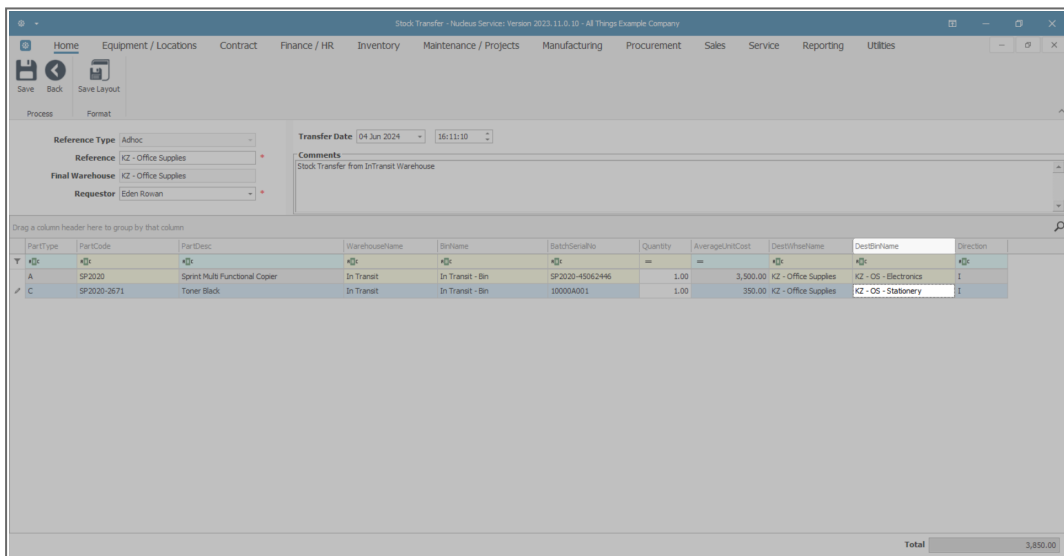 Stock Transfer - Nucleus Service: Version 2023.11.0.10 - All Things Example Company
Home Equipment / Locations Contract Finance / HR Inventory Maintenance / Projects Manufacturing Procurement Sales Service Reporting Utilities
Save Back Save Layout
Process Format
Reference Type Adhoc
Reference KZ - Office Supplies *
Final Warehouse KZ - Office Supplies
Requestor Eden Rowan *
Transfer Date 04 Jun 2024 16:11:10
Comments
Stock Transfer from InTransit Warehouse
Drag a column header here to group by that column
PartType PartCode PartDesc WarehouseName BinName BatchSerialNo Quantity AverageUnitCost DestWhseName DestBinName Direction
= =
A SP2020 Sprint Multi Functional Copier In Transit In Transit - Bin SP2020-45062446 1.00 3,500.00 KZ - Office Supplies KZ - OS - Electronics I
C SP2020-2671 Toner Black In Transit In Transit - Bin 10000A001 1.00 350.00 KZ - Office Supplies KZ - OS - Stationery I
Total 3,850.00